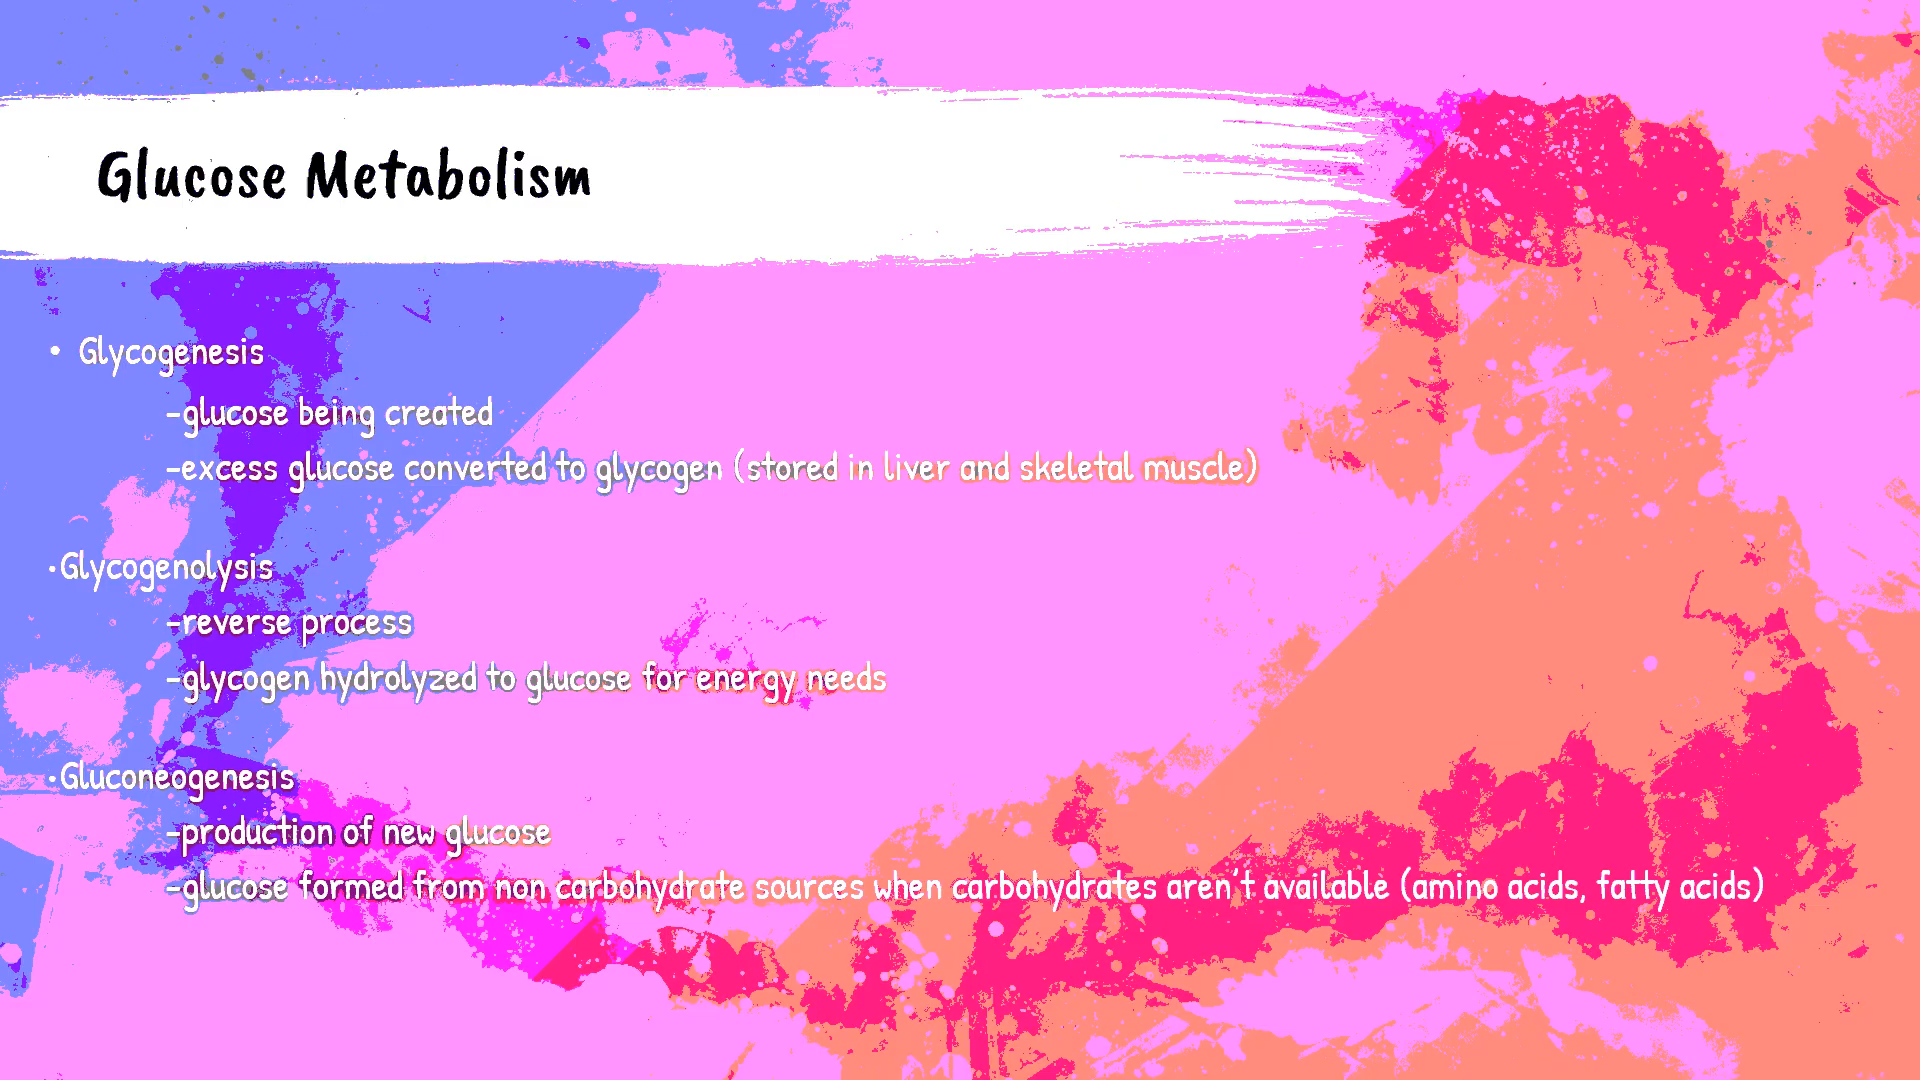 Glucose Metabolism
• Glycogenesis
-glucose being created
-excess glucose converted to glycogen (stored in liver and skeletal muscle)
•Glycogenolysis
-reverse process
-glycogen hydrolyzed to glucose for energy needs
•Gluconeogenesis
-production of new glucose
-glucose formed from non carbohydrate sources when carbohydrates aren't available (amino acids, fatty acids)